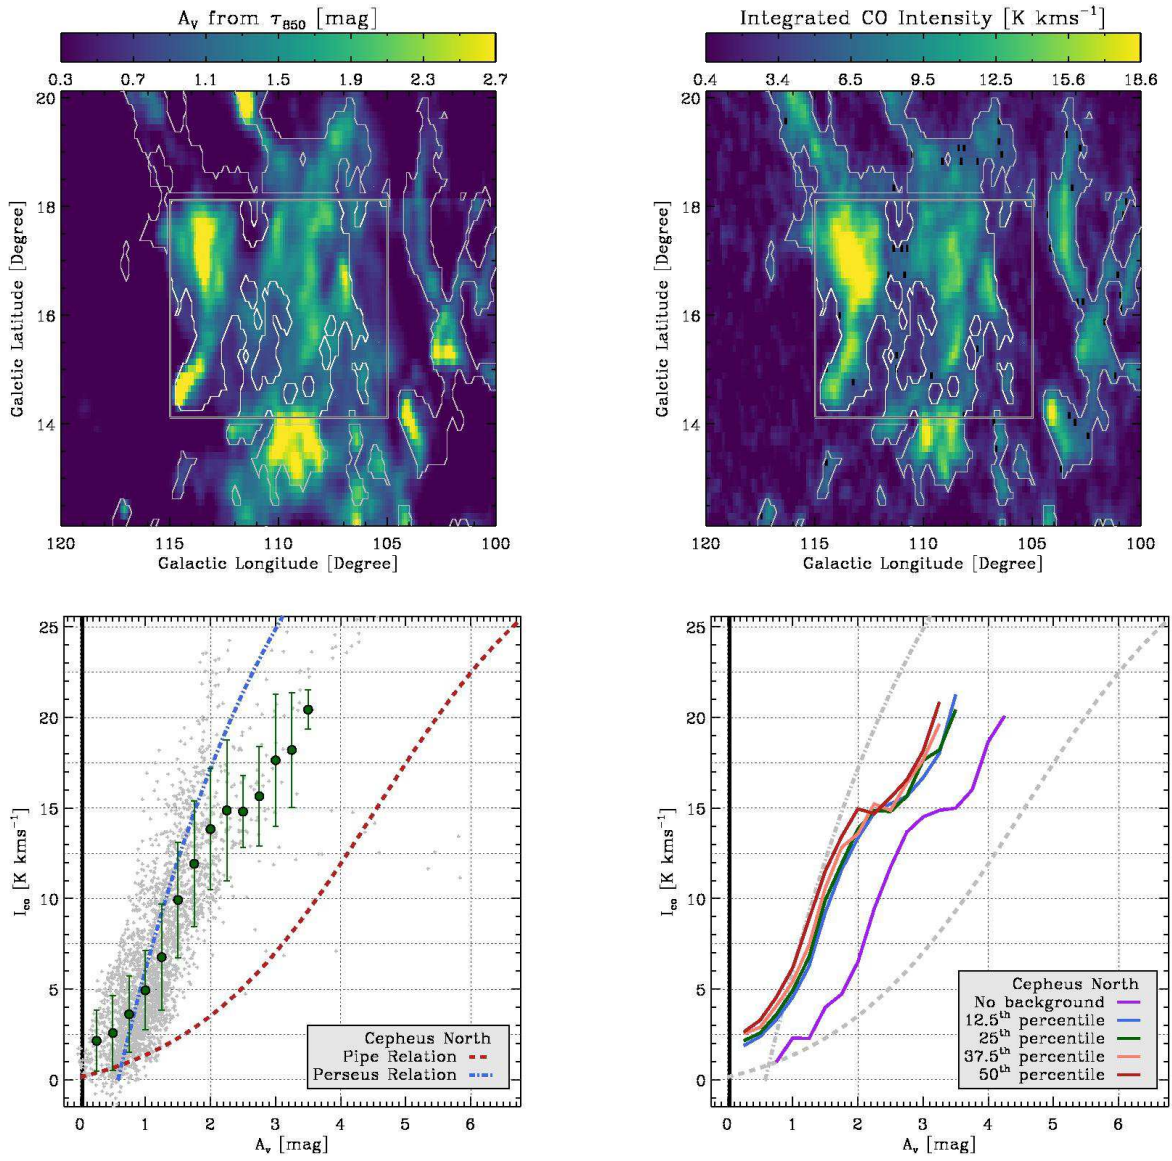 A_V from τ_850 [mag]
0.3 0.7 1.1 1.5 1.9 2.3 2.7
20
18
16
14
Galactic Latitude [Degree]
120 115 110 105 100
Galactic Longitude [Degree]
Integrated CO Intensity [K kms⁻¹]
0.4 3.4 6.5 9.5 12.5 15.6 18.6
20
18
16
14
Galactic Latitude [Degree]
120 115 110 105 100
Galactic Longitude [Degree]
25
20
15
10
5
0
I_co [K kms⁻¹]
Cepheus North
Pipe Relation
Perseus Relation
0 1 2 3 4 5 6
A_v [mag]
25
20
15
10
5
0
I_co [K kms⁻¹]
Cepheus North
No background
12.5th percentile
25th percentile
37.5th percentile
50th percentile
0 1 2 3 4 5 6
A_v [mag]